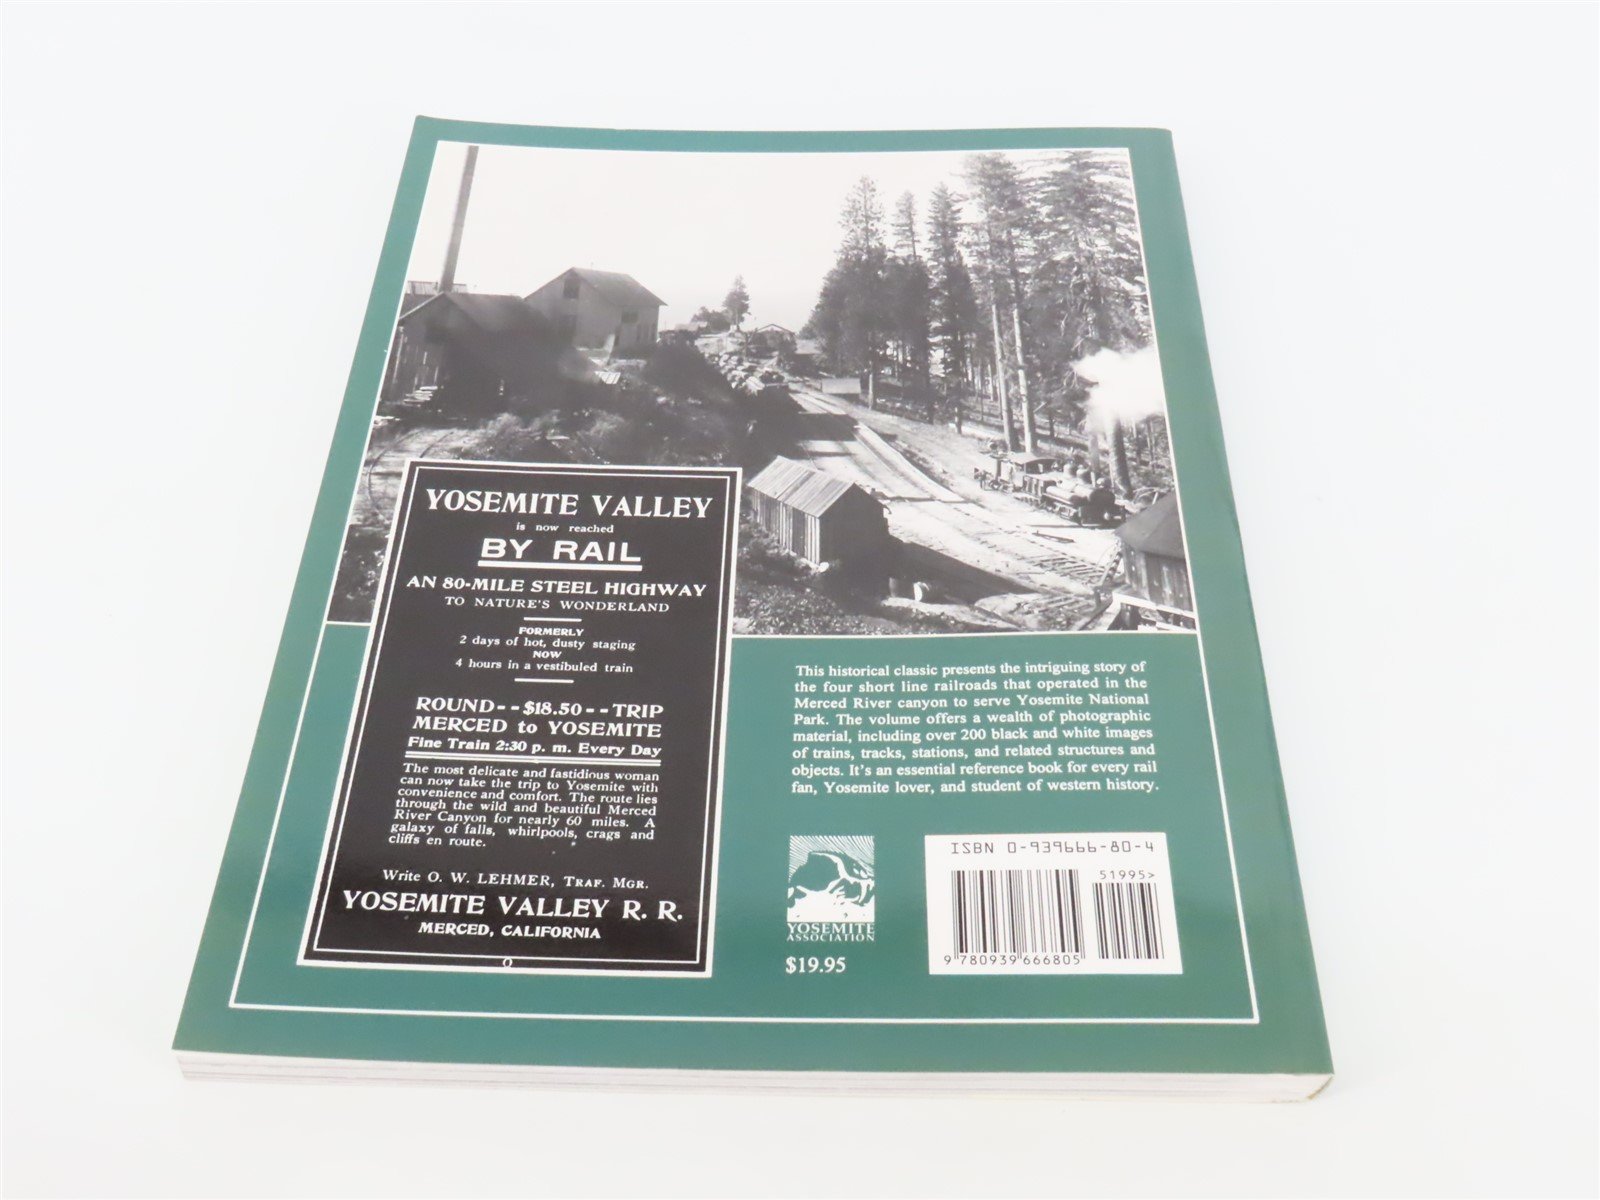 YOSEMITE VALLEY
is now reached
BY RAIL
AN 80-MILE STEEL HIGHWAY
TO NATURE'S WONDERLAND
FORMERLY
2 days of hot, dusty staging
NOW
4 hours in a vestibuled train
ROUND--$18.50--TRIP
MERCED to YOSEMITE
Fine Train 2:30 p. m. Every Day
The most delicate and fastidious woman
can now take the trip to Yosemite with
convenience and comfort. The route lies
through the wild and beautiful Merced
River Canyon for nearly 60 miles. A
galaxy of falls, whirlpools, crags and
cliffs en route.
Write O. W. LEHMER, TRAF. MGR.
YOSEMITE VALLEY R. R.
MERCED, CALIFORNIA
This historical classic presents the intriguing story of
the four short line railroads that operated in the
Merced River canyon to serve Yosemite National
Park. The volume offers a wealth of photographic
material, including over 200 black and white images
of trains, tracks, stations, and related structures and
objects. It's an essential reference book for every rail
fan, Yosemite lover, and student of western history.
YOSEMITE
ASSOCIATION
$19.95
ISBN 0-939666-80-4
51995>
9 780939 666805